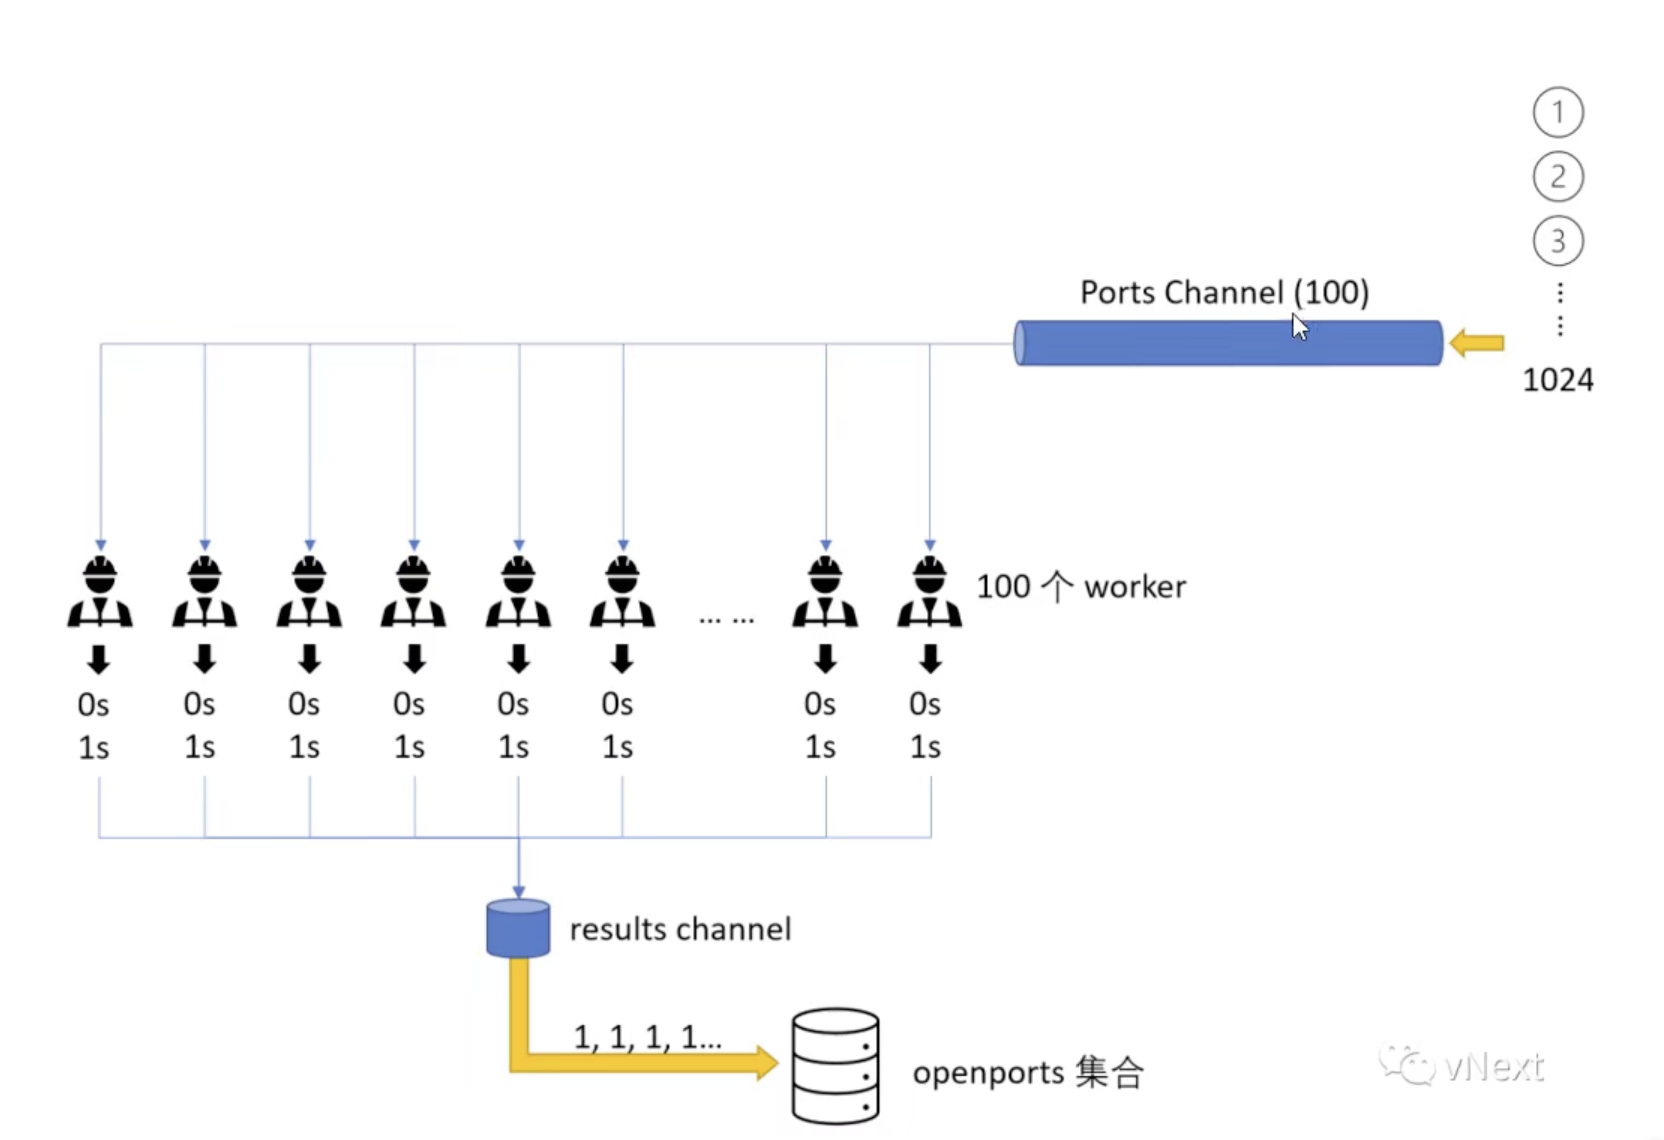 1
2
3
⋮
⋮
Ports Channel (100)
1024
100 个 worker
... ...
0s 0s 0s 0s 0s 0s 0s 0s
1s 1s 1s 1s 1s 1s 1s 1s
results channel
1, 1, 1, 1...
openports 集合
vNext